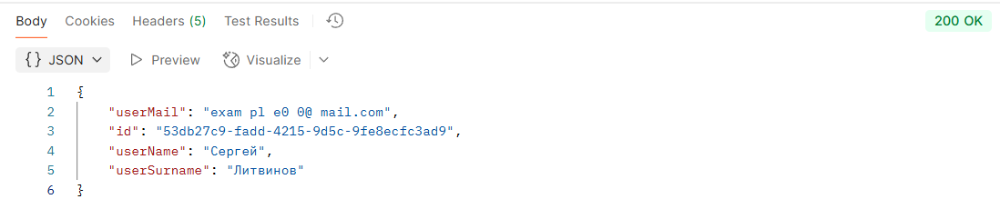 Body Cookies Headers (5) Test Results 200 OK
{} JSON Preview Visualize
1 {
2 "userMail": "exam pl e0 0@ mail.com",
3 "id": "53db27c9-fadd-4215-9d5c-9fe8ecfc3ad9",
4 "userName": "Сергей",
5 "userSurname": "Литвинов"
6 }